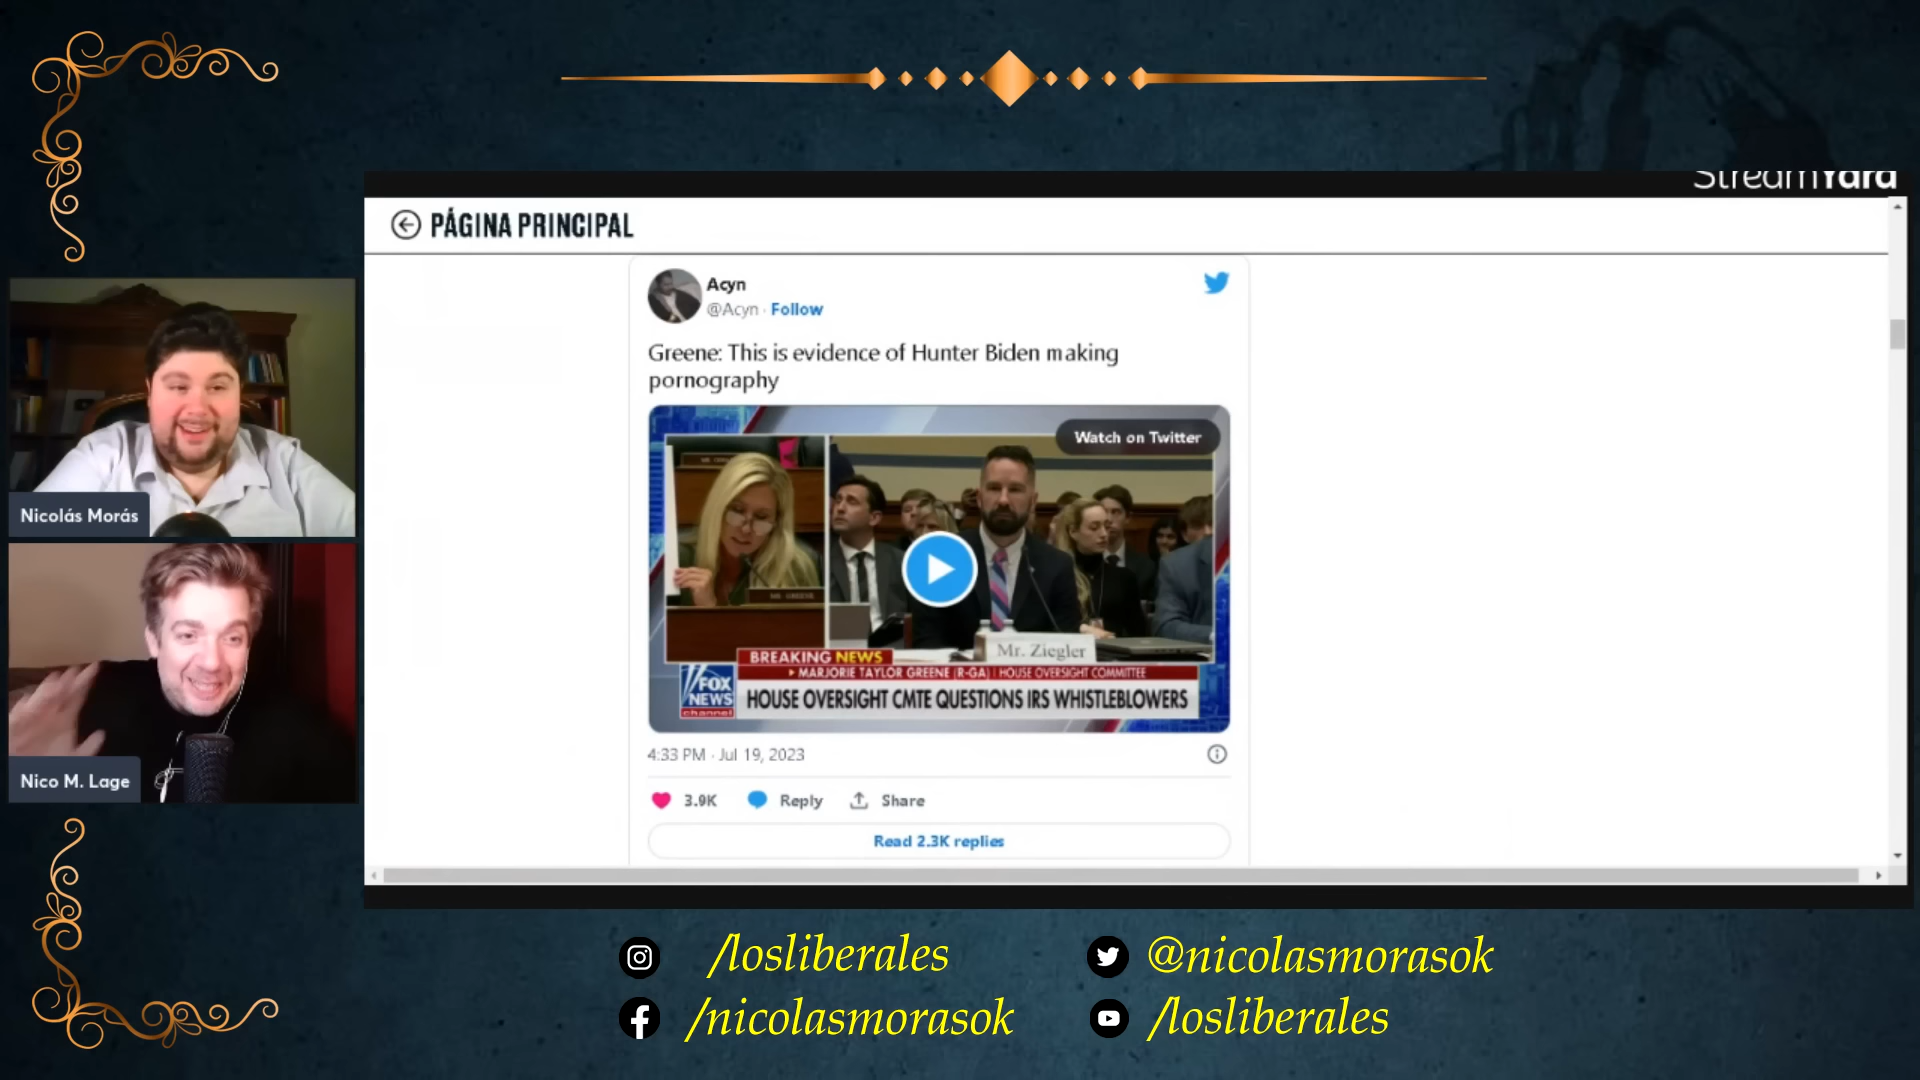 StreamYard
PÁGINA PRINCIPAL
Acyn
@Acyn · Follow
Greene: This is evidence of Hunter Biden making
pornography
Watch on Twitter
MS. GREENE
Mr. Ziegler
BREAKING NEWS
MARJORIE TAYLOR GREENE (R-GA) | HOUSE OVERSIGHT COMMITTEE
FOX
NEWS
channel
HOUSE OVERSIGHT CMTE QUESTIONS IRS WHISTLEBLOWERS
4:33 PM · Jul 19, 2023
3.9K Reply Share
Read 2.3K replies
Nicolás Morás
Nico M. Lage
/losliberales
@nicolasmorasok
/nicolasmorasok
/losliberales